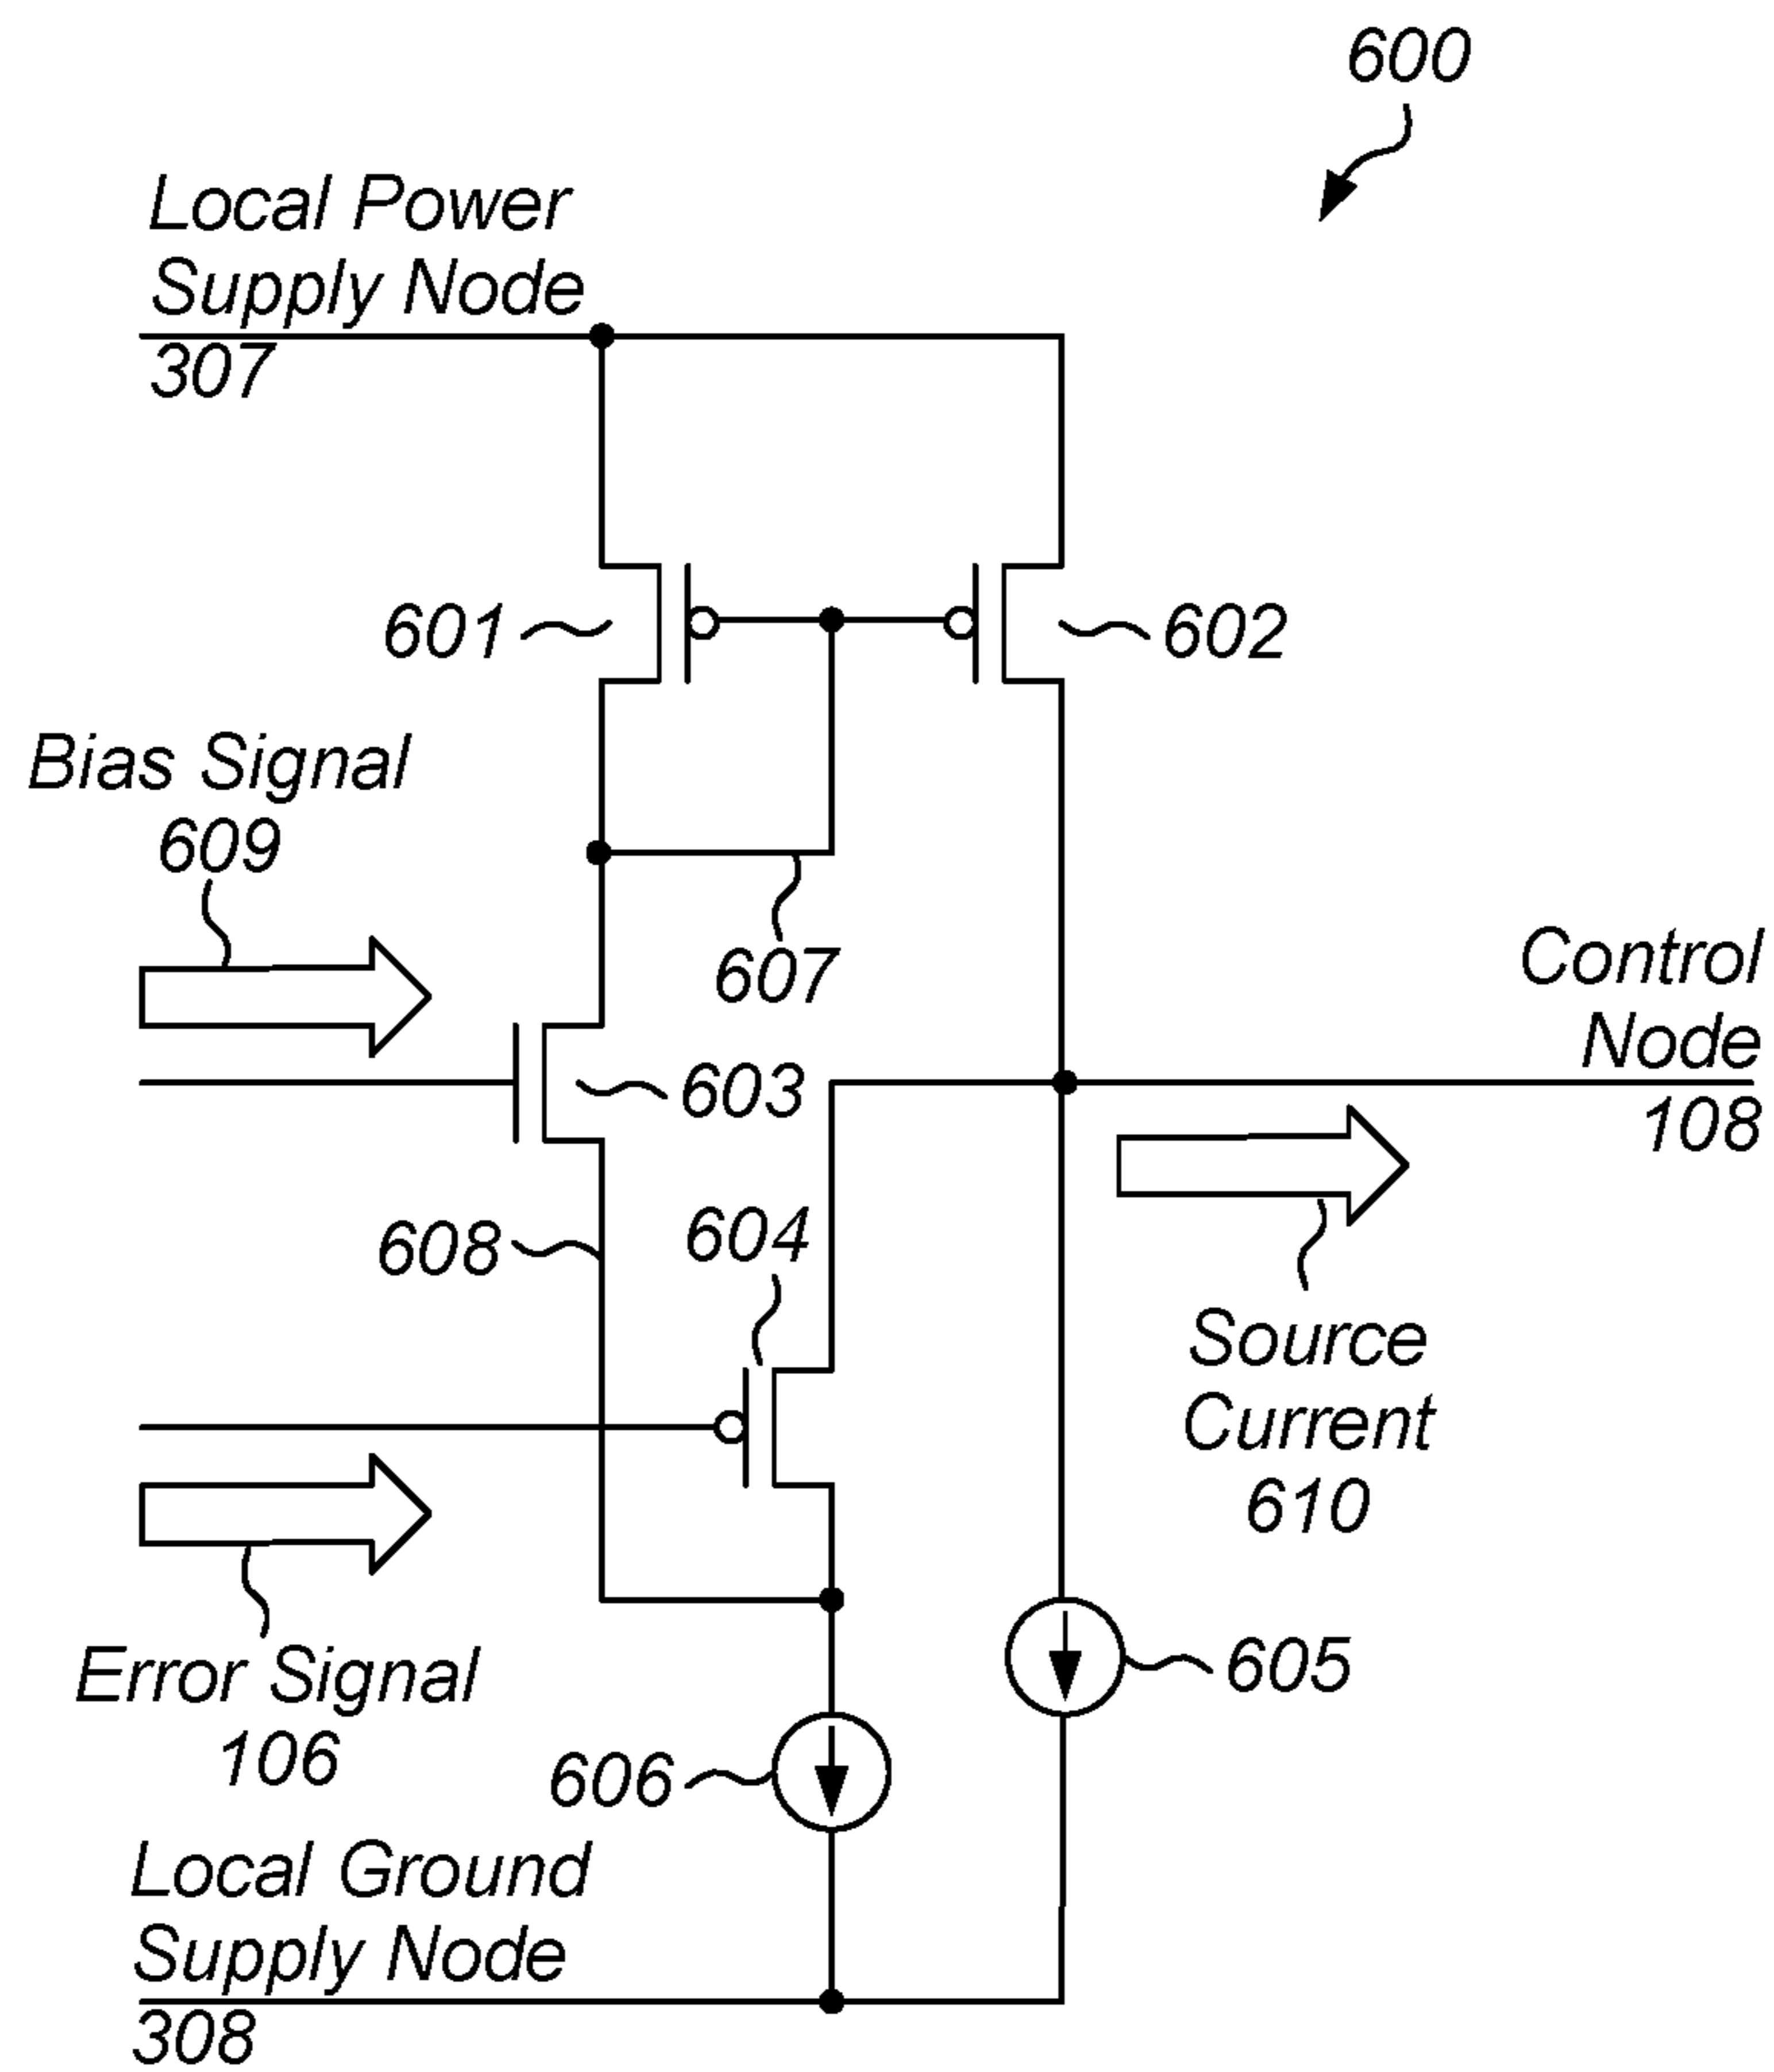 600
Local Power
Supply Node
307
601
602
Bias Signal
609
607
Control
Node
108
603
608
604
Source
Current
610
Error Signal
106
605
606
Local Ground
Supply Node
308